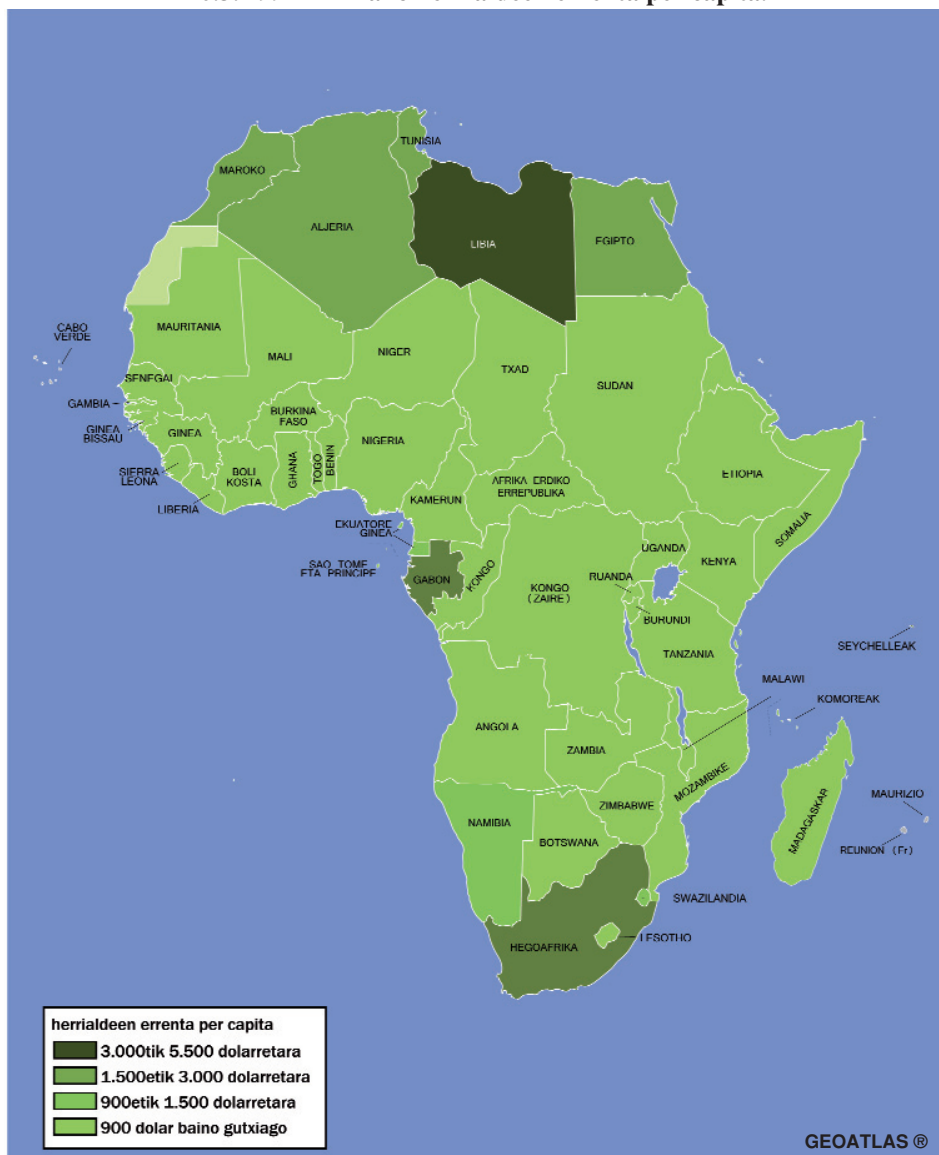 MAROKO
TUNISIA
ALJERIA
LIBIA
EGIPTO
MAURITANIA
MALI
NIGER
TXAD
SUDAN
CABO
VERDE
SENEGAL
GAMBIA
GINEA
BISSAU
GINEA
BURKINA
FASO
SIERRA
LEONA
LIBERIA
BOLI
KOSTA
GHANA
TOGO
BENIN
NIGERIA
KAMERUN
AFRIKA ERDIKO
ERREPUBLIKA
ETIOPIA
SOMALIA
EKUATORE
GINEA
SAO TOME
ETA PRINCIPE
GABON
KONGO
KONGO
(ZAIRE)
UGANDA
KENYA
RUANDA
BURUNDI
TANZANIA
SEYCHELLEAK
MALAWI
KOMOREAK
ANGOLA
ZAMBIA
MOZAMBIKE
ZIMBABWE
MADAGASKAR
MAURIZIO
REUNION (Fr)
NAMIBIA
BOTSWANA
SWAZILANDIA
HEGOAFRIKA
LESOTHO
herrialdeen errenta per capita
3.000tik 5.500 dolarretara
1.500etik 3.000 dolarretara
900etik 1.500 dolarretara
900 dolar baino gutxiago
GEOATLAS ®